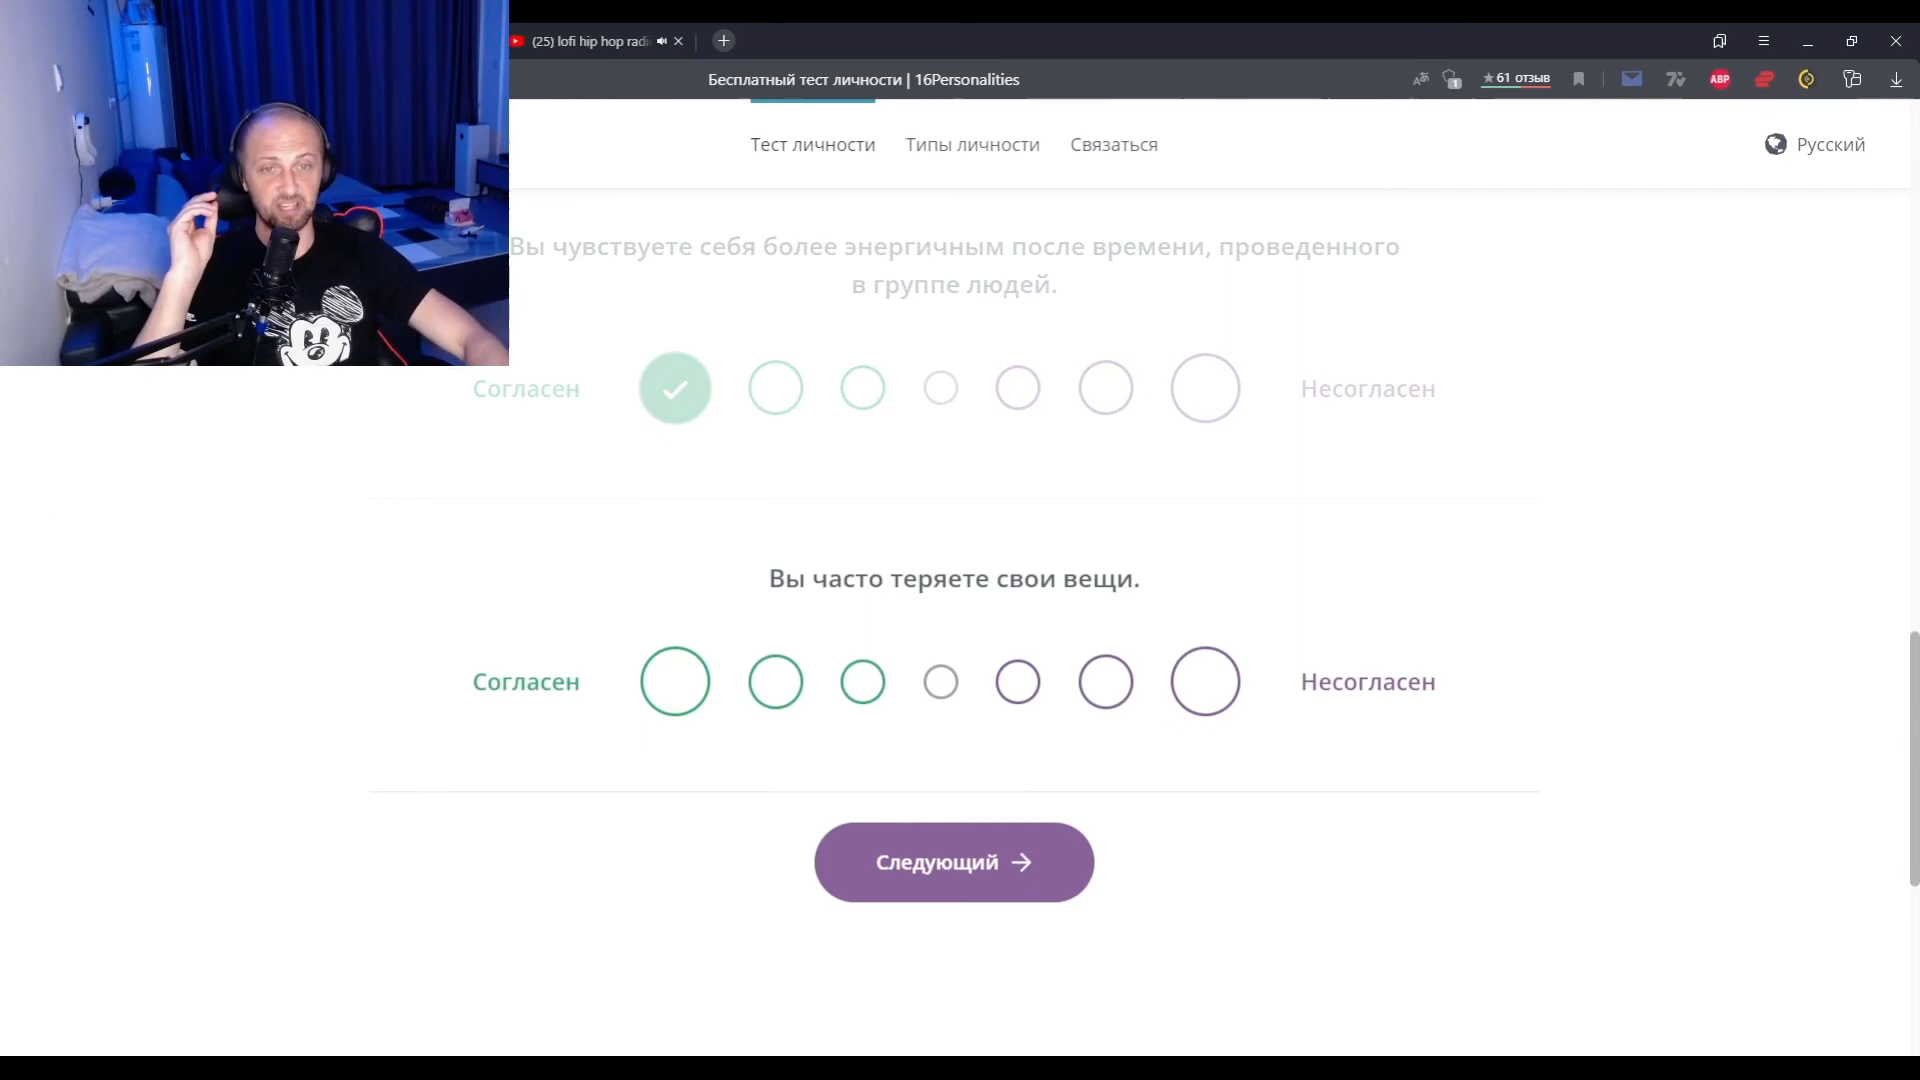 (25) lofi hip hop radi
Бесплатный тест личности | 16Personalities
61 отзыв
1
ABP
Тест личности
Типы личности
Связаться
Русский
Вы чувствуете себя более энергичным после времени, проведенного
в группе людей.
Согласен
Несогласен
Вы часто теряете свои вещи.
Согласен
Несогласен
Следующий